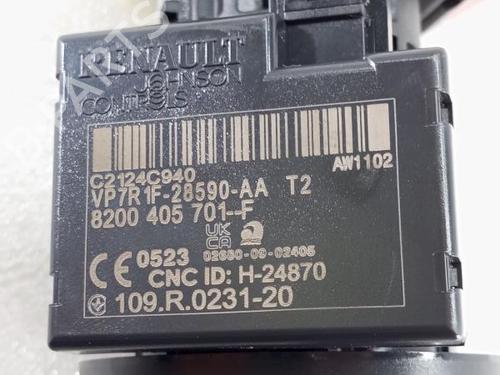 RENAULT
JOHNSON
CONTROLS
AW1102
C2124C940
VP7R1F-28590-AA T2
8200 405 701--F
UK
CA
CE 0523 02680-09-02405
CNC ID: H-24870
109.R.0231-20